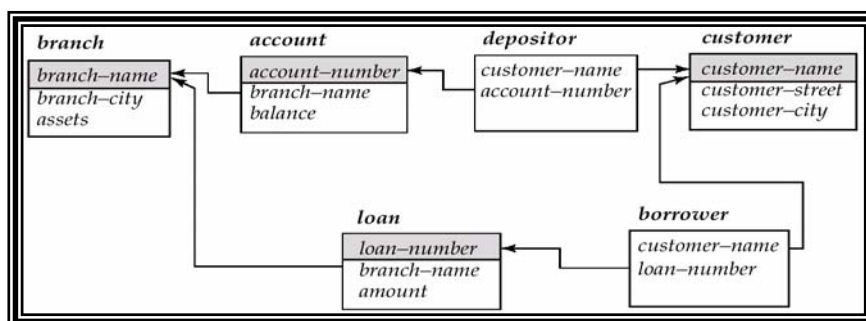 branch
branch–name
branch–city
assets
account
account–number
branch–name
balance
depositor
customer–name
account–number
customer
customer–name
customer–street
customer–city
loan
loan–number
branch–name
amount
borrower
customer–name
loan–number